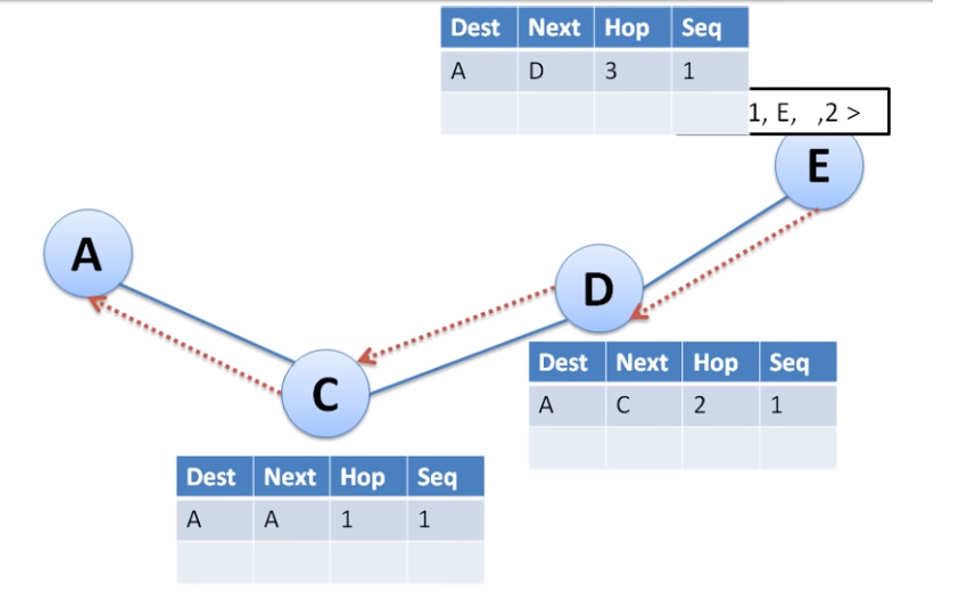 Dest Next Hop Seq
A D 3 1
1, E, ,2 >
E
A
D
Dest Next Hop Seq
A C 2 1
C
Dest Next Hop Seq
A A 1 1